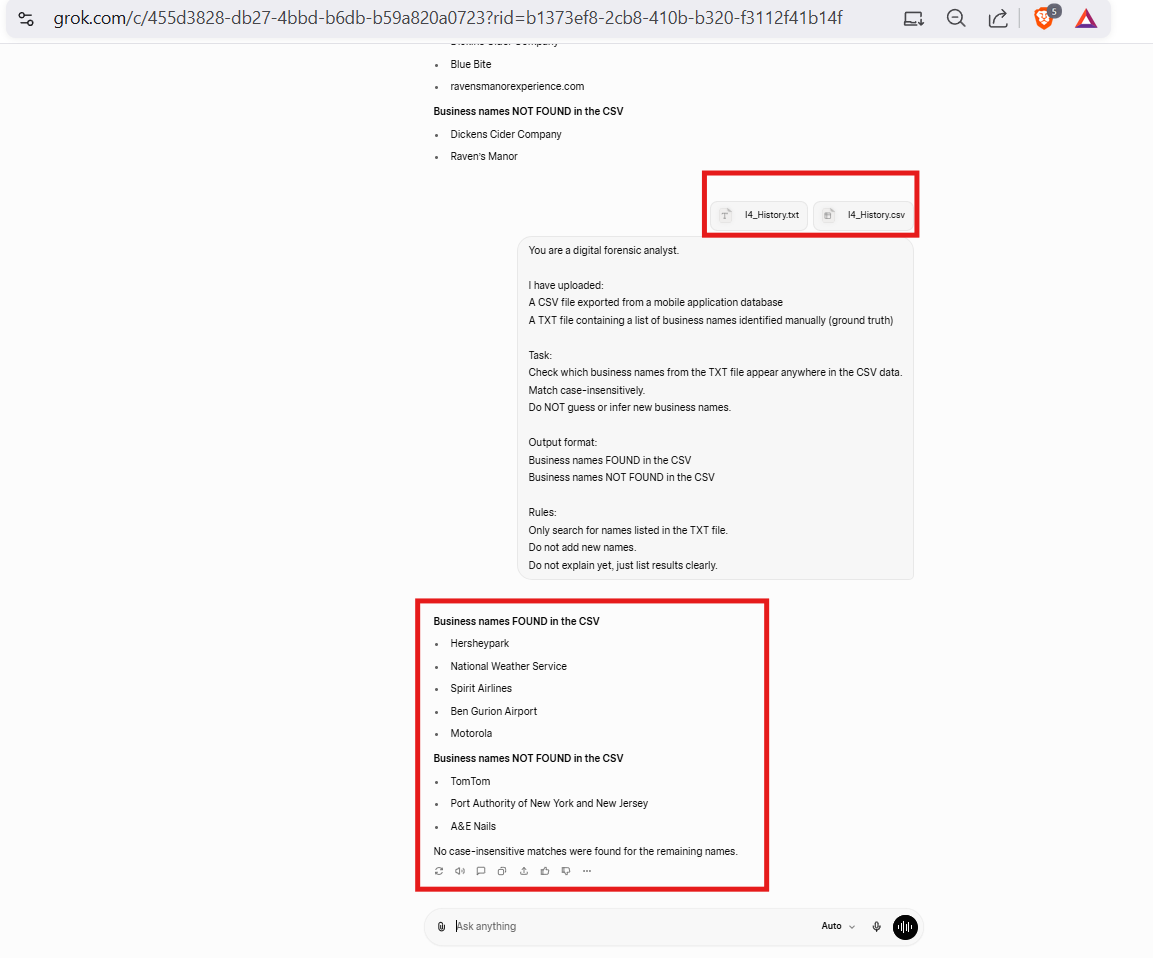 grok.com/c/455d3828-db27-4bbd-b6db-b59a820a0723?rid=b1373ef8-2cb8-410b-b320-f3112f41b14f
5
Dickens Cider Company
Blue Bite
ravensmanorexperience.com
Business names NOT FOUND in the CSV
Dickens Cider Company
Raven's Manor
I4_History.txt
I4_History.csv
You are a digital forensic analyst.
I have uploaded:
A CSV file exported from a mobile application database
A TXT file containing a list of business names identified manually (ground truth)
Task:
Check which business names from the TXT file appear anywhere in the CSV data.
Match case-insensitively.
Do NOT guess or infer new business names.
Output format:
Business names FOUND in the CSV
Business names NOT FOUND in the CSV
Rules:
Only search for names listed in the TXT file.
Do not add new names.
Do not explain yet, just list results clearly.
Business names FOUND in the CSV
Hersheypark
National Weather Service
Spirit Airlines
Ben Gurion Airport
Motorola
Business names NOT FOUND in the CSV
TomTom
Port Authority of New York and New Jersey
A&E Nails
No case-insensitive matches were found for the remaining names.
Ask anything
Auto